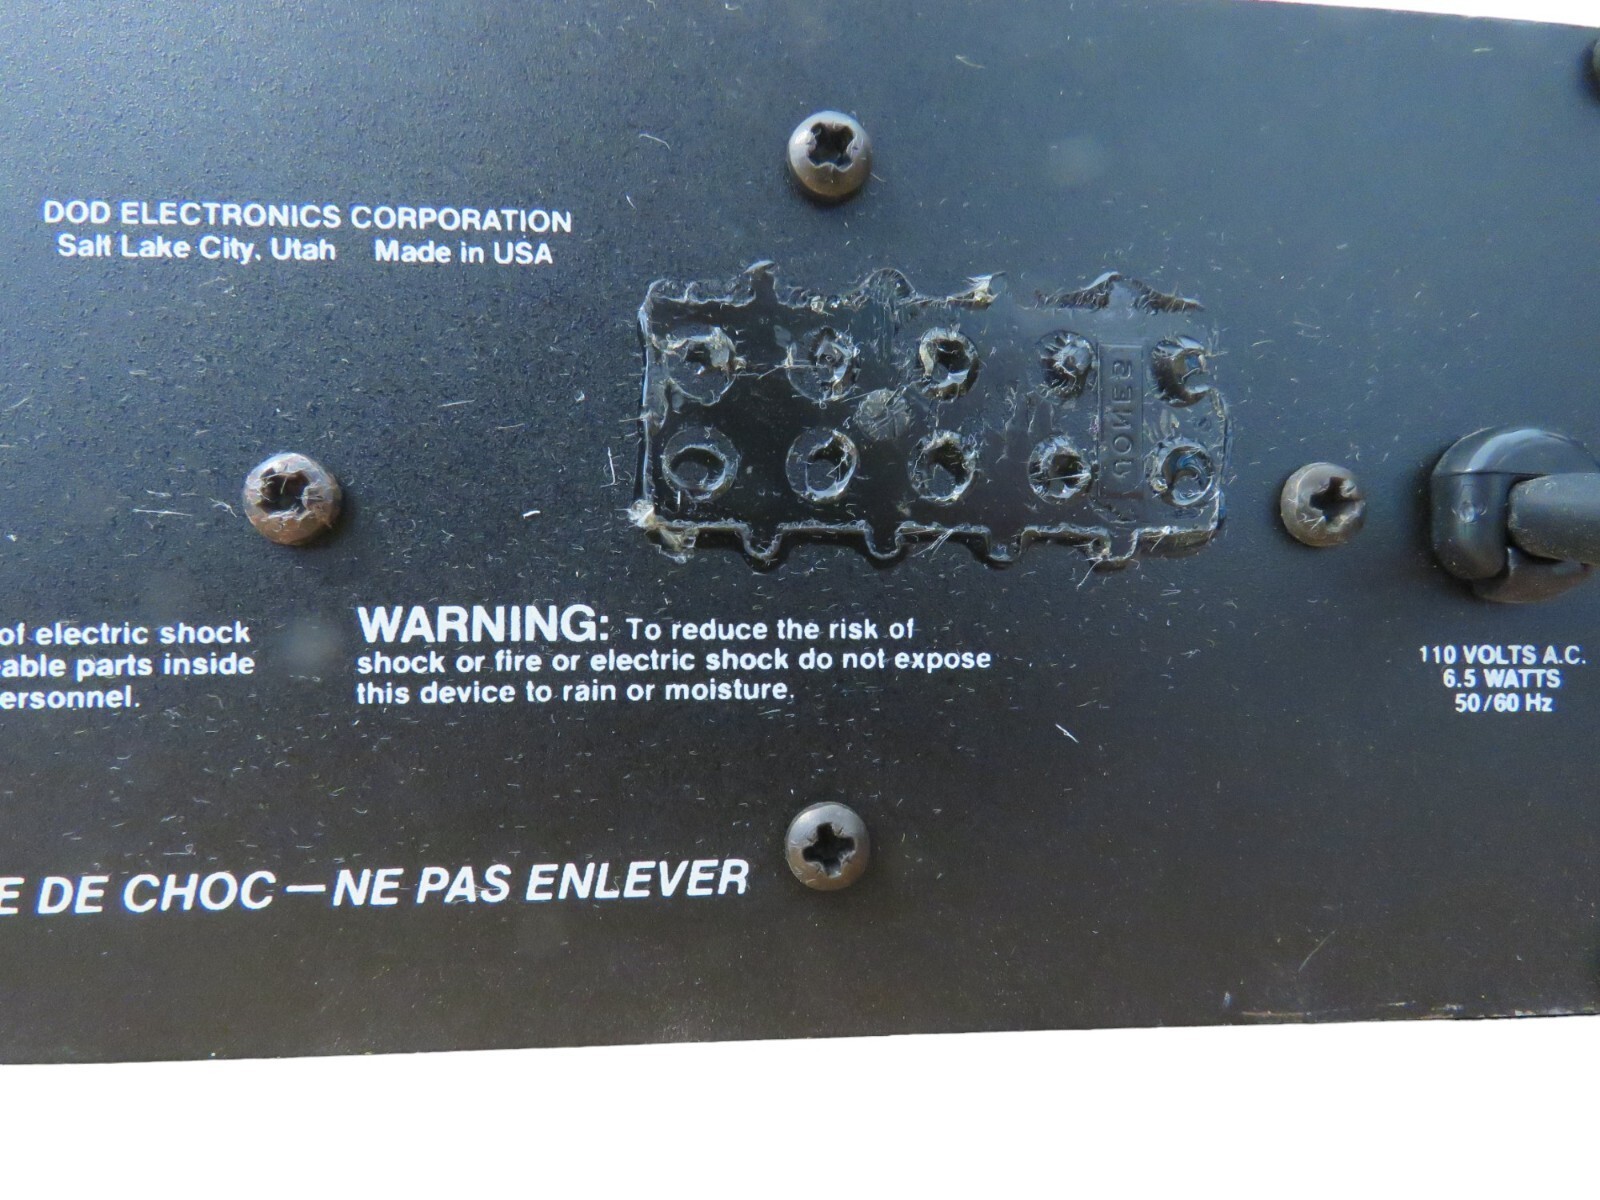 DOD ELECTRONICS CORPORATION
Salt Lake City, Utah Made in USA
JONES
of electric shock
able parts inside
ersonnel.
WARNING: To reduce the risk of
shock or fire or electric shock do not expose
this device to rain or moisture.
110 VOLTS A.C.
6.5 WATTS
50/60 Hz
E DE CHOC—NE PAS ENLEVER